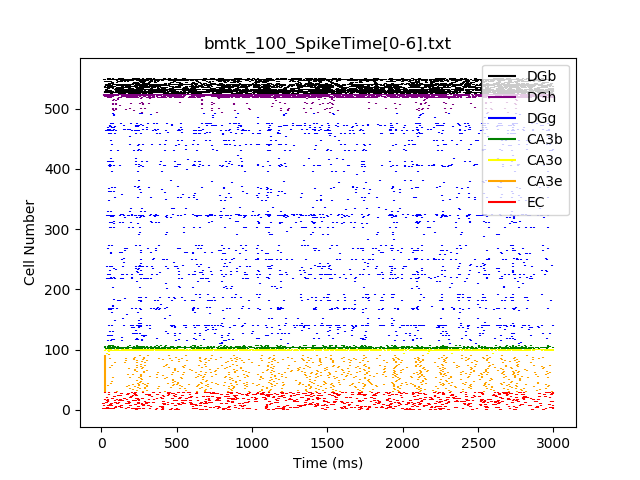 bmtk_100_SpikeTime[0-6].txt
DGb
DGh
DGg
CA3b
CA3o
CA3e
EC
Cell Number
500
400
300
200
100
0
0 500 1000 1500 2000 2500 3000
Time (ms)